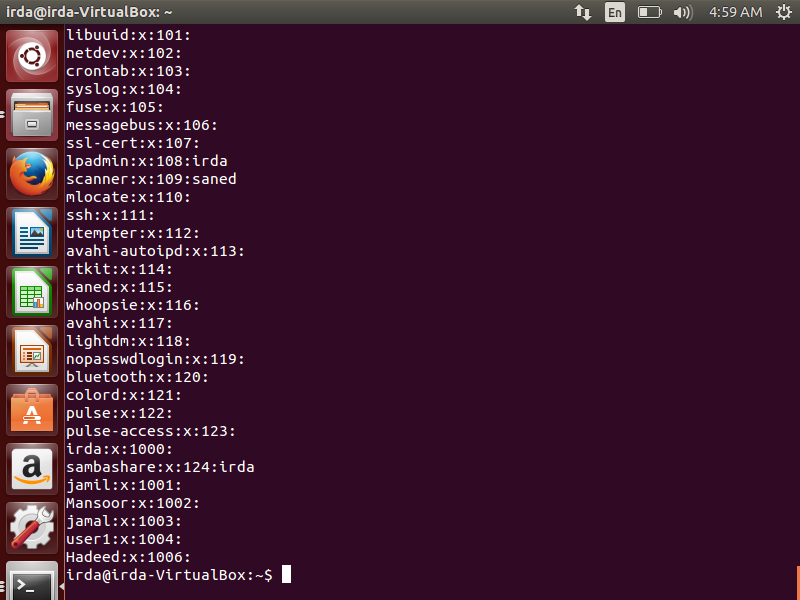 irda@irda-VirtualBox: ~
En
4:59 AM
libuuid:x:101:
netdev:x:102:
crontab:x:103:
syslog:x:104:
fuse:x:105:
messagebus:x:106:
ssl-cert:x:107:
lpadmin:x:108:irda
scanner:x:109:saned
mlocate:x:110:
ssh:x:111:
utempter:x:112:
avahi-autoipd:x:113:
rtkit:x:114:
saned:x:115:
whoopsie:x:116:
avahi:x:117:
lightdm:x:118:
nopasswdlogin:x:119:
bluetooth:x:120:
colord:x:121:
pulse:x:122:
pulse-access:x:123:
irda:x:1000:
sambashare:x:124:irda
jamil:x:1001:
Mansoor:x:1002:
jamal:x:1003:
user1:x:1004:
Hadeed:x:1006:
irda@irda-VirtualBox:~$